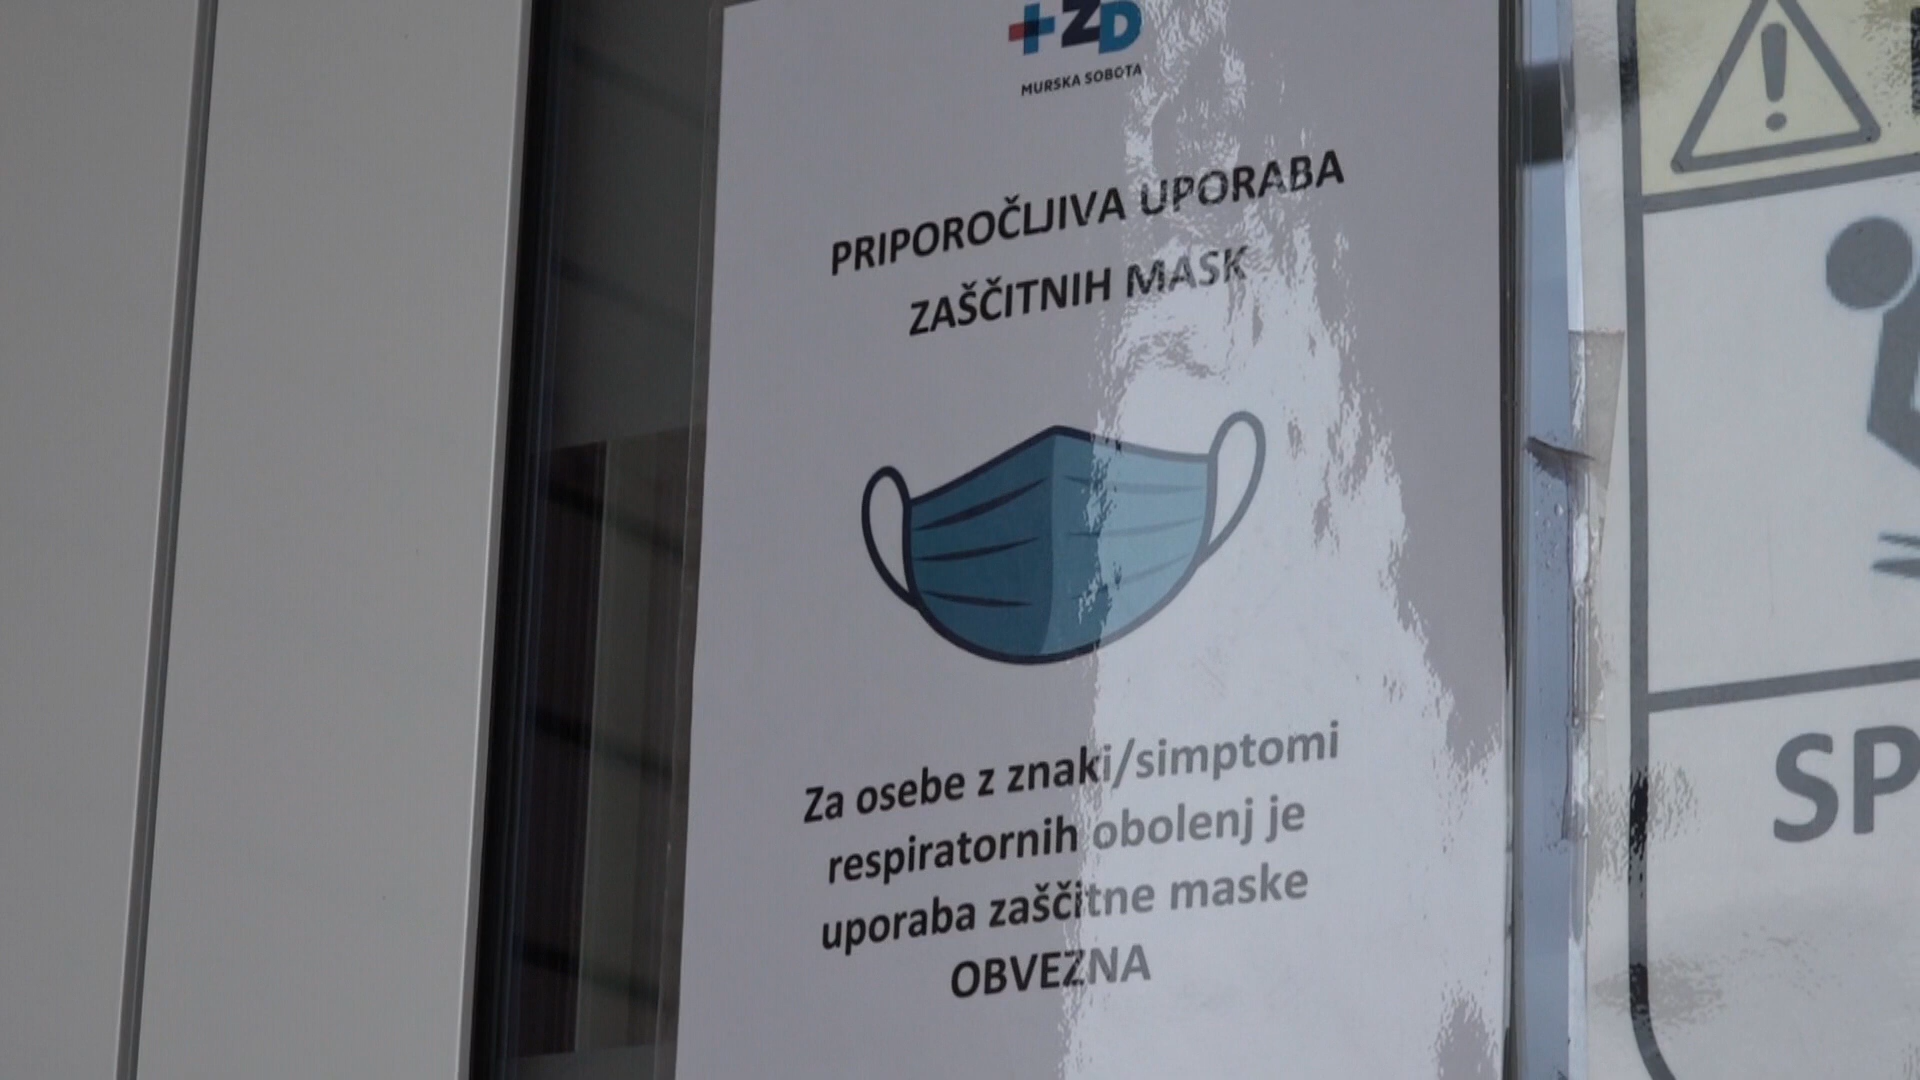 ZD
MURSKA SOBOTA
PRIPOROČLJIVA UPORABA
ZAŠČITNIH MASK
Za osebe z znaki/simptomi
respiratornih obolenj je
uporaba zaščitne maske
OBVEZNA
SP